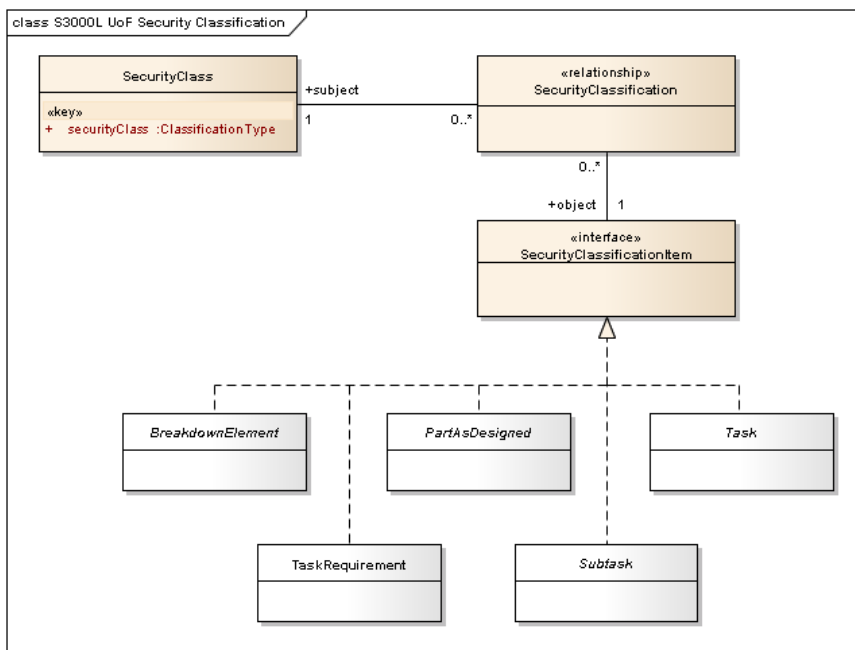 class S3000L UoF Security Classification
SecurityClass
«key»
+ securityClass :ClassificationType
+subject
1
0..*
«relationship»
SecurityClassification
0..*
+object
1
«interface»
SecurityClassificationItem
BreakdownElement
PartAsDesigned
Task
TaskRequirement
Subtask